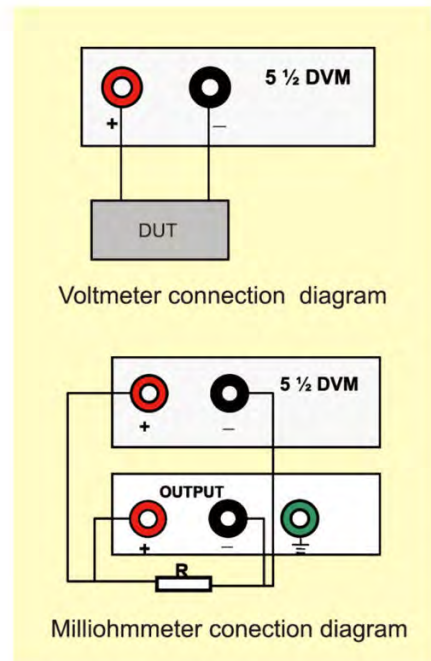 5 ½ DVM
+ −
DUT
Voltmeter connection diagram
5 ½ DVM
+ −
OUTPUT
+ −
R
Milliohmmeter conection diagram